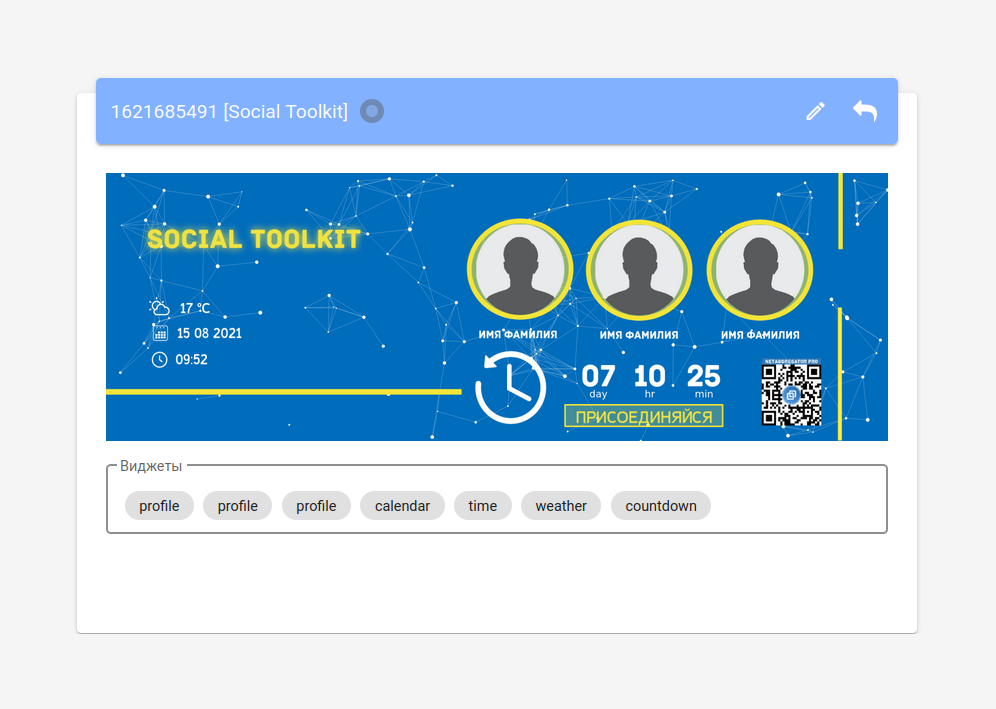 1621685491 [Social Toolkit]
SOCIAL TOOLKIT
17 °C
15 08 2021
09:52
ИМЯ ФАМИЛИЯ
ИМЯ ФАМИЛИЯ
ИМЯ ФАМИЛИЯ
07 10 25
day hr min
ПРИСОЕДИНЯЙСЯ
NETAGGREGATOR PRO
Виджеты
profile profile profile calendar time weather countdown